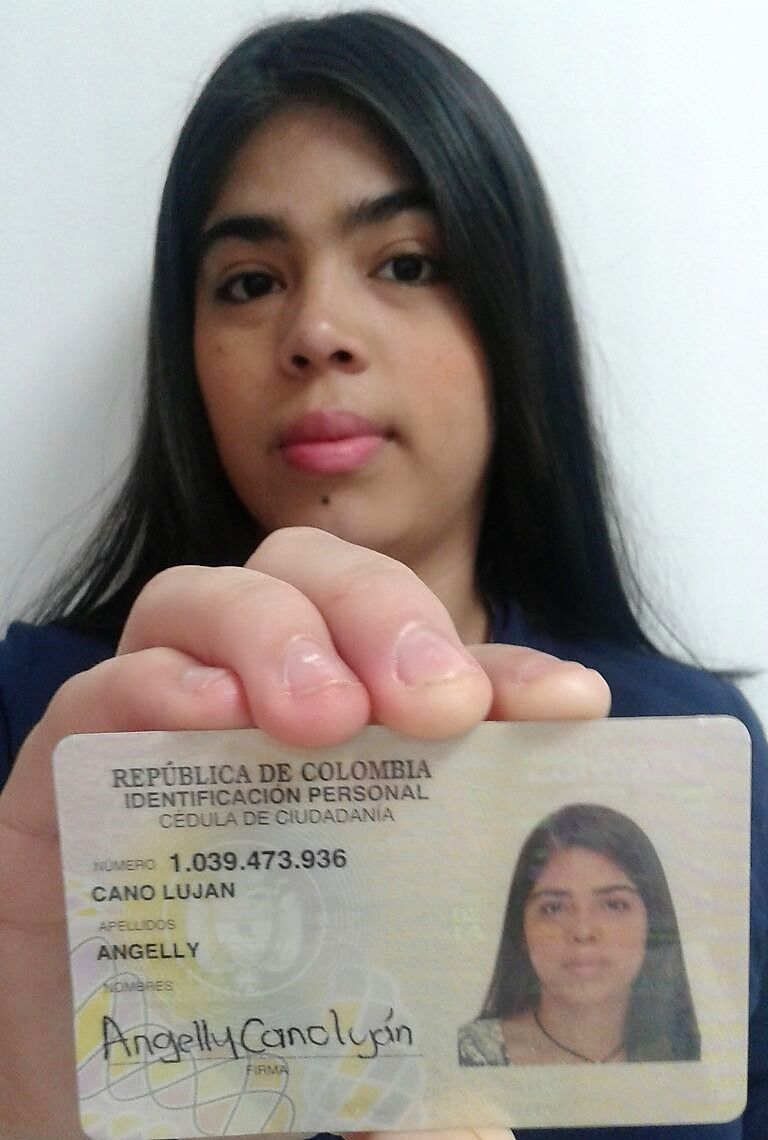 REPÚBLICA DE COLOMBIA
IDENTIFICACIÓN PERSONAL
CÉDULA DE CIUDADANÍA
NÚMERO 1.039.473.936
CANO LUJAN
APELLIDOS
ANGELLY
NOMBRES
Angelly Cano luján
FIRMA